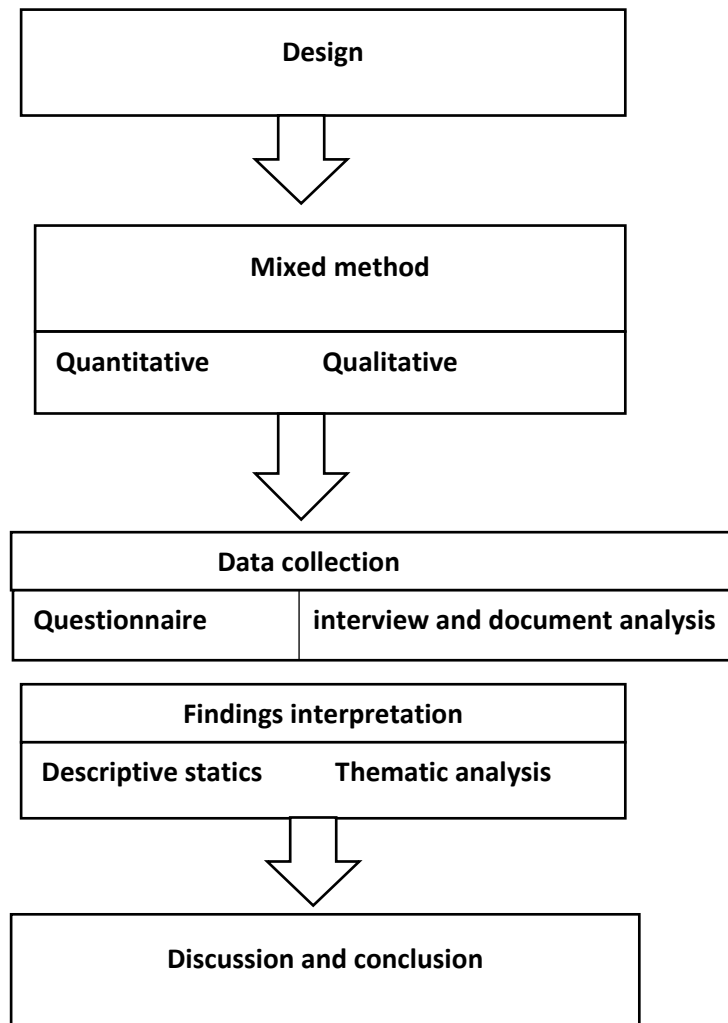 Design
Mixed method
Quantitative Qualitative
Data collection
Questionnaire interview and document analysis
Findings interpretation
Descriptive statics Thematic analysis
Discussion and conclusion